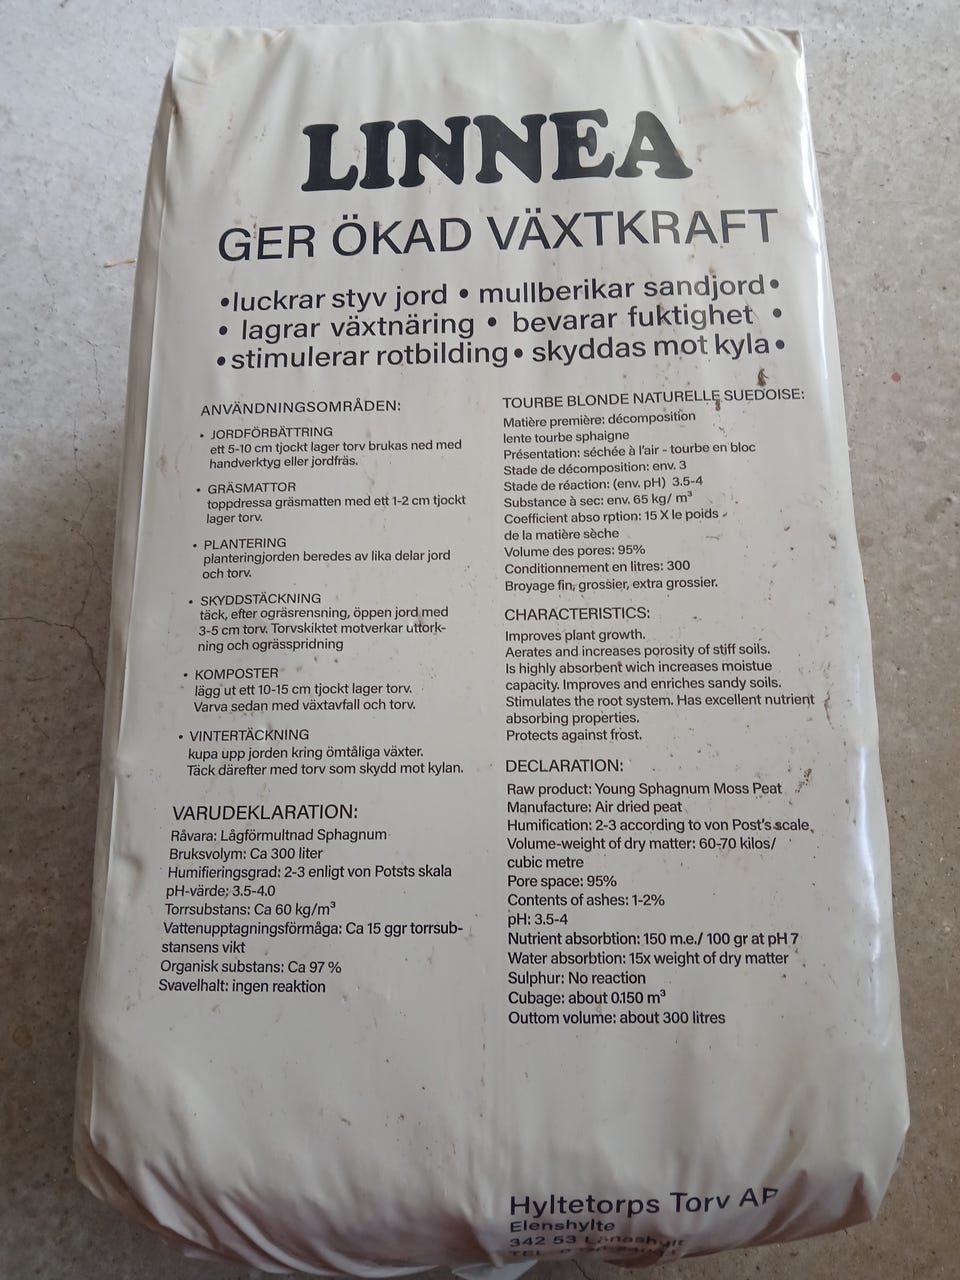 LINNEA
GER ÖKAD VÄXTKRAFT
•luckrar styv jord • mullberikar sandjord•
• lagrar växtnäring • bevarar fuktighet •
•stimulerar rotbilding• skyddas mot kyla•
ANVÄNDNINGSOMRÅDEN:
• JORDFÖRBÄTTRING
ett 5-10 cm tjockt lager torv brukas ned med
handverktyg eller jordfräs.
• GRÄSMATTOR
toppdressa gräsmatten med ett 1-2 cm tjockt
lager torv.
• PLANTERING
planteringjorden beredes av lika delar jord
och torv.
• SKYDDSTÄCKNING
täck, efter ogräsrensning, öppen jord med
3-5 cm torv. Torvskiktet motverkar uttork-
ning och ogrässpridning
• KOMPOSTER
lägg ut ett 10-15 cm tjockt lager torv.
Varva sedan med växtavfall och torv.
• VINTERTÄCKNING
kupa upp jorden kring ömtåliga växter.
Täck därefter med torv som skydd mot kylan.
VARUDEKLARATION:
Råvara: Lågförmultnad Sphagnum
Bruksvolym: Ca 300 liter
Humifieringsgrad: 2-3 enligt von Potsts skala
pH-värde; 3.5-4.0
Torrsubstans: Ca 60 kg/m³
Vattenupptagningsförmåga: Ca 15 ggr torrsub-
stansens vikt
Organisk substans: Ca 97 %
Svavelhalt: ingen reaktion
TOURBE BLONDE NATURELLE SUEDOISE:
Matière première: décomposition
lente tourbe sphaigne
Présentation: séchée à l'air - tourbe en bloc
Stade de décomposition: env. 3
Stade de réaction: (env. pH) 3.5-4
Substance à sec: env. 65 kg/ m³
Coefficient abso rption: 15 X le poids
de la matière sèche
Volume des pores: 95%
Conditionnement en litres: 300
Broyage fin, grossier, extra grossier.
CHARACTERISTICS:
Improves plant growth.
Aerates and increases porosity of stiff soils.
Is highly absorbent wich increases moistue
capacity. Improves and enriches sandy soils.
Stimulates the root system. Has excellent nutrient
absorbing properties.
Protects against frost.
DECLARATION:
Raw product: Young Sphagnum Moss Peat
Manufacture: Air dried peat
Humification: 2-3 according to von Post's scale,
Volume-weight of dry matter: 60-70 kilos/
cubic metre
Pore space: 95%
Contents of ashes: 1-2%
pH: 3.5-4
Nutrient absorbtion: 150 m.e./ 100 gr at pH 7
Water absorbtion: 15x weight of dry matter
Sulphur: No reaction
Cubage: about 0.150 m³
Outtom volume: about 300 litres
Hyltetorps Torv
Elenshylte
342 53